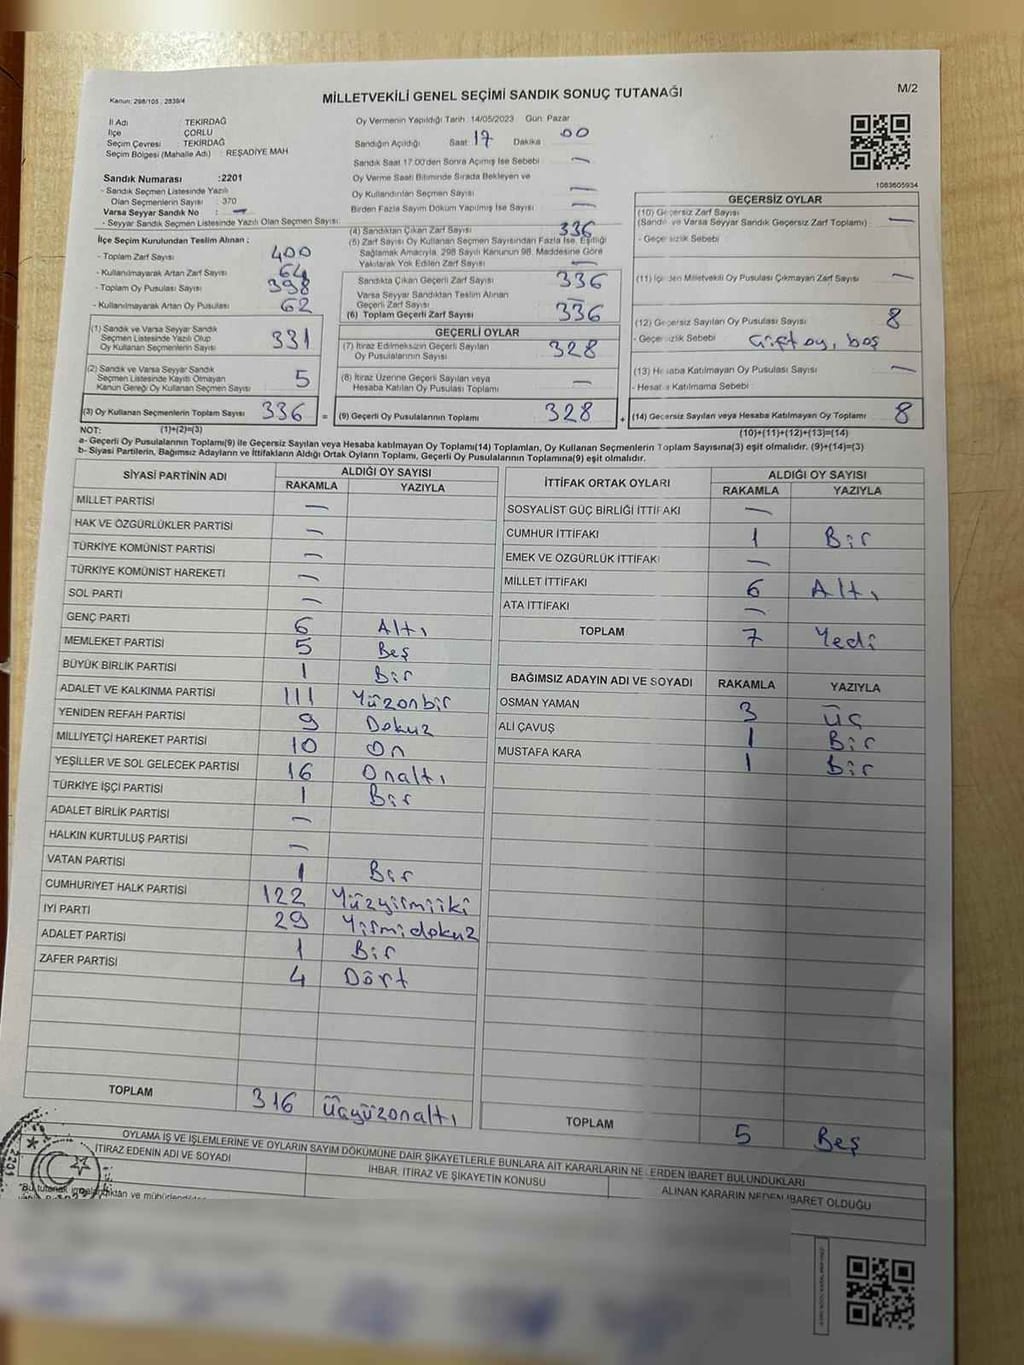 Kanun: 298/105 , 2839/4
MİLLETVEKİLİ GENEL SEÇİMİ SANDIK SONUÇ TUTANAĞI
M/2
İl Adı TEKİRDAĞ
İlçe ÇORLU
Seçim Çevresi TEKİRDAĞ
Seçim Bölgesi (Mahalle Adı) : REŞADİYE MAH
Sandık Numarası :2201
- Sandık Seçmen Listesinde Yazılı
Olan Seçmenlerin Sayısı : 370
Varsa Seyyar Sandık No : —
- Seyyar Sandık Seçmen Listesinde Yazılı Olan Seçmen Sayısı:
Oy Vermenin Yapıldığı Tarih 14/05/2023 Gün: Pazar
Sandığın Açıldığı Saat 17 Dakika 00
Sandık Saat 17.00'den Sonra Açımış İse Sebebi —
Oy Verme Saati Bitiminde Sırada Bekleyen ve
Oy Kullandırılan Seçmen Sayısı —
Birden Fazla Sayım Döküm Yapılmış İse Sayısı —
1083605934
İlçe Seçim Kurulundan Teslim Alınan ;
- Toplam Zarf Sayısı 400
- Kullanılmayarak Artan Zarf Sayısı 64
- Toplam Oy Pusulası Sayısı 398
- Kullanılmayarak Artan Oy Pusulası 62
(1) Sandık ve Varsa Seyyar Sandık
Seçmen Listesinde Yazılı Olup
Oy Kullanan Seçmenlerin Sayısı 331
(2) Sandık ve Varsa Seyyar Sandık
Seçmen Listesinde Kayıtlı Olmayan
Kanun Gereği Oy Kullanan Seçmen Sayısı 5
(3) Oy Kullanan Seçmenlerin Toplam Sayısı 336 =
(4) Sandıktan Çıkan Zarf Sayısı 336
(5) Zarf Sayısı Oy Kullanan Seçmen Sayısından Fazla İse, Eşitliği
Sağlamak Amacıyla, 298 Sayılı Kanunun 98. Maddesine Göre
Yakılarak Yok Edilen Zarf Sayısı —
Sandıkta Çıkan Geçerli Zarf Sayısı 336
Varsa Seyyar Sandıktan Teslim Alınan
Geçerli Zarf Sayısı —
(6) Toplam Geçerli Zarf Sayısı 336
GEÇERLİ OYLAR
(7) İtiraz Edilmeksizin Geçerli Sayılan
Oy Pusulalarının Sayısı 328
(8) İtiraz Üzerine Geçerli Sayılan veya
Hesaba Katılan Oy Pusulası Toplamı —
(9) Geçerli Oy Pusulalarının Toplamı 328 +
GEÇERSİZ OYLAR
(10) Geçersiz Zarf Sayısı
(Sandık ve Varsa Seyyar Sandık Geçersiz Zarf Toplamı) —
- Geçersizlik Sebebi
(11) İçinden Milletvekili Oy Pusulası Çıkmayan Zarf Sayısı —
(12) Geçersiz Sayılan Oy Pusulası Sayısı 8
- Geçersizlik Sebebi Çift oy, boş
(13) Hesaba Katılmayan Oy Pusulası Sayısı —
- Hesaba Katılmama Sebebi
(14) Gecersiz Sayılan veya Hesaba Katılmayan Oy Toplamı 8
NOT: (1)+(2)=(3)
(10)+(11)+(12)+(13)=(14)
a- Geçerli Oy Pusulalarının Toplamı(9) ile Geçersiz Sayılan veya Hesaba katılmayan Oy Toplamı(14) Toplamları, Oy Kullanan Seçmenlerin Toplam Sayısına(3) eşit olmalıdır. (9)+(14)=(3)
b- Siyasi Partilerin, Bağımsız Adayların ve İttifakların Aldığı Ortak Oyların Toplamı, Geçerli Oy Pusulalarının Toplamına(9) eşit olmalıdır.
SİYASİ PARTİNİN ADI ALDIĞI OY SAYISI
RAKAMLA YAZIYLA
MİLLET PARTİSİ —
HAK VE ÖZGÜRLÜKLER PARTİSİ —
TÜRKİYE KOMÜNİST PARTİSİ —
TÜRKİYE KOMÜNİST HAREKETİ —
SOL PARTİ —
GENÇ PARTİ 6 Altı
MEMLEKET PARTİSİ 5 Beş
BÜYÜK BİRLİK PARTİSİ 1 Bir
ADALET VE KALKINMA PARTİSİ 111 Yüzonbir
YENİDEN REFAH PARTİSİ 9 Dokuz
MİLLİYETÇİ HAREKET PARTİSİ 10 On
YEŞİLLER VE SOL GELECEK PARTİSİ 16 Onaltı
TÜRKİYE İŞÇİ PARTİSİ 1 Bir
ADALET BİRLİK PARTİSİ —
HALKIN KURTULUŞ PARTİSİ —
VATAN PARTİSİ 1 Bir
CUMHURİYET HALK PARTİSİ 122 Yüzyirmiiki
İYİ PARTİ 29 Yirmidokuz
ADALET PARTİSİ 1 Bir
ZAFER PARTİSİ 4 Dört
TOPLAM 316 Üçyüzonaltı
İTTİFAK ORTAK OYLARI ALDIĞI OY SAYISI
RAKAMLA YAZIYLA
SOSYALİST GÜÇ BİRLİĞİ İTTİFAKI —
CUMHUR İTTİFAKI 1 Bir
EMEK VE ÖZGÜRLÜK İTTİFAKI —
MİLLET İTTİFAKI 6 Altı
ATA İTTİFAKI —
TOPLAM 7 Yedi
BAĞIMSIZ ADAYIN ADI VE SOYADI RAKAMLA YAZIYLA
OSMAN YAMAN 3 Üç
ALİ ÇAVUŞ 1 Bir
MUSTAFA KARA 1 Bir
TOPLAM 5 Beş
OYLAMA İŞ VE İŞLEMLERİNE VE OYLARIN SAYIM DÖKÜMÜNE DAİR ŞİKAYETLERLE BUNLARA AİT KARARLARIN NELERDEN İBARET BULUNDUKLARI
İTİRAZ EDENİN ADI VE SOYADI İHBAR, İTİRAZ VE ŞİKAYETİN KONUSU ALINAN KARARIN NEDEN İBARET OLDUĞU
2201